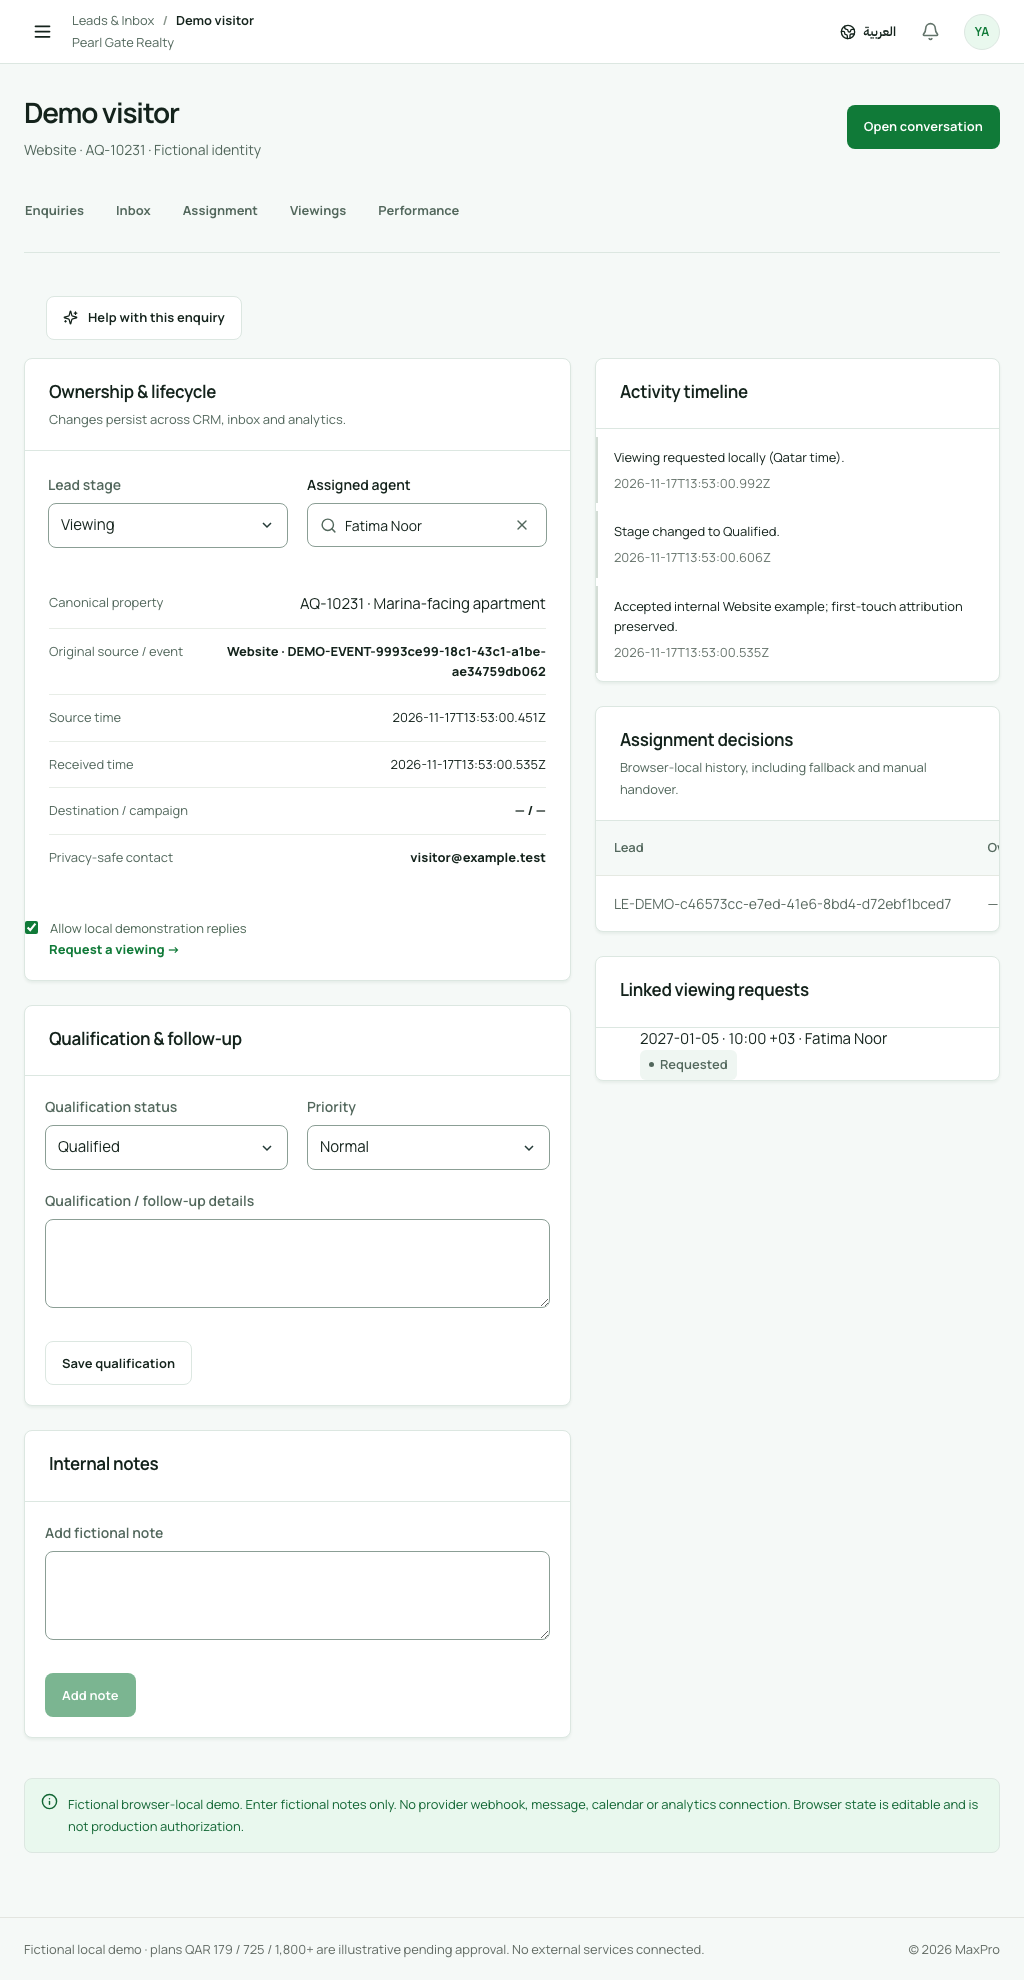 Leads & Inbox / Demo visitor
Pearl Gate Realty
العربية
YA
Demo visitor
Website · AQ-10231 · Fictional identity
Open conversation
Enquiries Inbox Assignment Viewings Performance
Help with this enquiry
Ownership & lifecycle
Changes persist across CRM, inbox and analytics.
Lead stage
Viewing
Assigned agent
Fatima Noor
Canonical property AQ-10231 · Marina-facing apartment
Original source / event Website · DEMO-EVENT-9993ce99-18c1-43c1-a1be-
ae34759db062
Source time 2026-11-17T13:53:00.451Z
Received time 2026-11-17T13:53:00.535Z
Destination / campaign — / —
Privacy-safe contact visitor@example.test
Allow local demonstration replies
Request a viewing →
Qualification & follow-up
Qualification status
Qualified
Priority
Normal
Qualification / follow-up details
Save qualification
Internal notes
Add fictional note
Add note
Activity timeline
Viewing requested locally (Qatar time).
2026-11-17T13:53:00.992Z
Stage changed to Qualified.
2026-11-17T13:53:00.606Z
Accepted internal Website example; first-touch attribution
preserved.
2026-11-17T13:53:00.535Z
Assignment decisions
Browser-local history, including fallback and manual
handover.
Lead
LE-DEMO-c46573cc-e7ed-41e6-8bd4-d72ebf1bced7 —
Linked viewing requests
2027-01-05 · 10:00 +03 · Fatima Noor
Requested
Fictional browser-local demo. Enter fictional notes only. No provider webhook, message, calendar or analytics connection. Browser state is editable and is
not production authorization.
Fictional local demo · plans QAR 179 / 725 / 1,800+ are illustrative pending approval. No external services connected.
© 2026 MaxPro